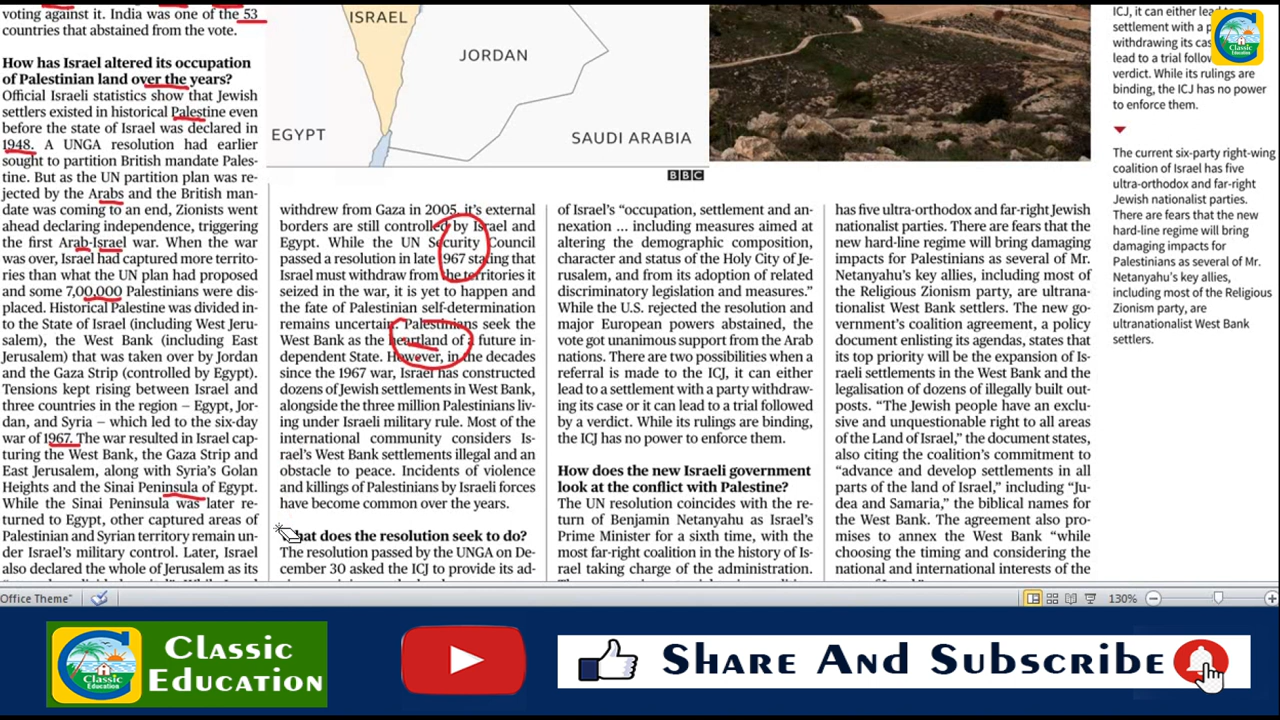 voting against it. India was one of the 53
countries that abstained from the vote.
How has Israel altered its occupation
of Palestinian land over the years?
Official Israeli statistics show that Jewish
settlers existed in historical Palestine even
before the state of Israel was declared in
1948. A UNGA resolution had earlier
sought to partition British mandate Pales-
tine. But as the UN partition plan was re-
jected by the Arabs and the British man-
date was coming to an end, Zionists went
ahead declaring independence, triggering
the first Arab-Israel war. When the war
was over, Israel had captured more territo-
ries than what the UN plan had proposed
and some 7,00,000 Palestinians were dis-
placed. Historical Palestine was divided in-
to the State of Israel (including West Jeru-
salem), the West Bank (including East
Jerusalem) that was taken over by Jordan
and the Gaza Strip (controlled by Egypt).
Tensions kept rising between Israel and
three countries in the region – Egypt, Jor-
dan, and Syria – which led to the six-day
war of 1967. The war resulted in Israel cap-
turing the West Bank, the Gaza Strip and
East Jerusalem, along with Syria's Golan
Heights and the Sinai Peninsula of Egypt.
While the Sinai Peninsula was later re-
turned to Egypt, other captured areas of
Palestinian and Syrian territory remain un-
der Israel's military control. Later, Israel
also declared the whole of Jerusalem as its
ISRAEL
JORDAN
EGYPT
SAUDI ARABIA
BBC
withdrew from Gaza in 2005, it's external
borders are still controlled by Israel and
Egypt. While the UN Security Council
passed a resolution in late 1967 stating that
Israel must withdraw from the territories it
seized in the war, it is yet to happen and
the fate of Palestinian self-determination
remains uncertain. Palestinians seek the
West Bank as the heartland of a future in-
dependent State. However, in the decades
since the 1967 war, Israel has constructed
dozens of Jewish settlements in West Bank,
alongside the three million Palestinians liv-
ing under Israeli military rule. Most of the
international community considers Is-
rael's West Bank settlements illegal and an
obstacle to peace. Incidents of violence
and killings of Palestinians by Israeli forces
have become common over the years.
hat does the resolution seek to do?
The resolution passed by the UNGA on De-
cember 30 asked the ICJ to provide its ad-
of Israel's “occupation, settlement and an-
nexation ... including measures aimed at
altering the demographic composition,
character and status of the Holy City of Je-
rusalem, and from its adoption of related
discriminatory legislation and measures.”
While the U.S. rejected the resolution and
major European powers abstained, the
vote got unanimous support from the Arab
nations. There are two possibilities when a
referral is made to the ICJ, it can either
lead to a settlement with a party withdraw-
ing its case or it can lead to a trial followed
by a verdict. While its rulings are binding,
the ICJ has no power to enforce them.
How does the new Israeli government
look at the conflict with Palestine?
The UN resolution coincides with the re-
turn of Benjamin Netanyahu as Israel's
Prime Minister for a sixth time, with the
most far-right coalition in the history of Is-
rael taking charge of the administration.
has five ultra-orthodox and far-right Jewish
nationalist parties. There are fears that the
new hard-line regime will bring damaging
impacts for Palestinians as several of Mr.
Netanyahu's key allies, including most of
the Religious Zionism party, are ultrana-
tionalist West Bank settlers. The new go-
vernment's coalition agreement, a policy
document enlisting its agendas, states that
its top priority will be the expansion of Is-
raeli settlements in the West Bank and the
legalisation of dozens of illegally built out-
posts. “The Jewish people have an exclu-
sive and unquestionable right to all areas
of the Land of Israel,” the document states,
also citing the coalition's commitment to
“advance and develop settlements in all
parts of the land of Israel,” including “Ju-
dea and Samaria,” the biblical names for
the West Bank. The agreement also pro-
mises to annex the West Bank “while
choosing the timing and considering the
national and international interests of the
ICJ, it can either lead to a
settlement with a p
withdrawing its cas
lead to a trial follow
verdict. While its rulings are
binding, the ICJ has no power
to enforce them.
The current six-party right-wing
coalition of Israel has five
ultra-orthodox and far-right
Jewish nationalist parties.
There are fears that the new
hard-line regime will bring
damaging impacts for
Palestinians as several of Mr.
Netanyahu's key allies,
including most of the Religious
Zionism party, are
ultranationalist West Bank
settlers.
Classic
Education
Office Theme"
130%
Classic
Education
Classic
Education
Share And Subscribe